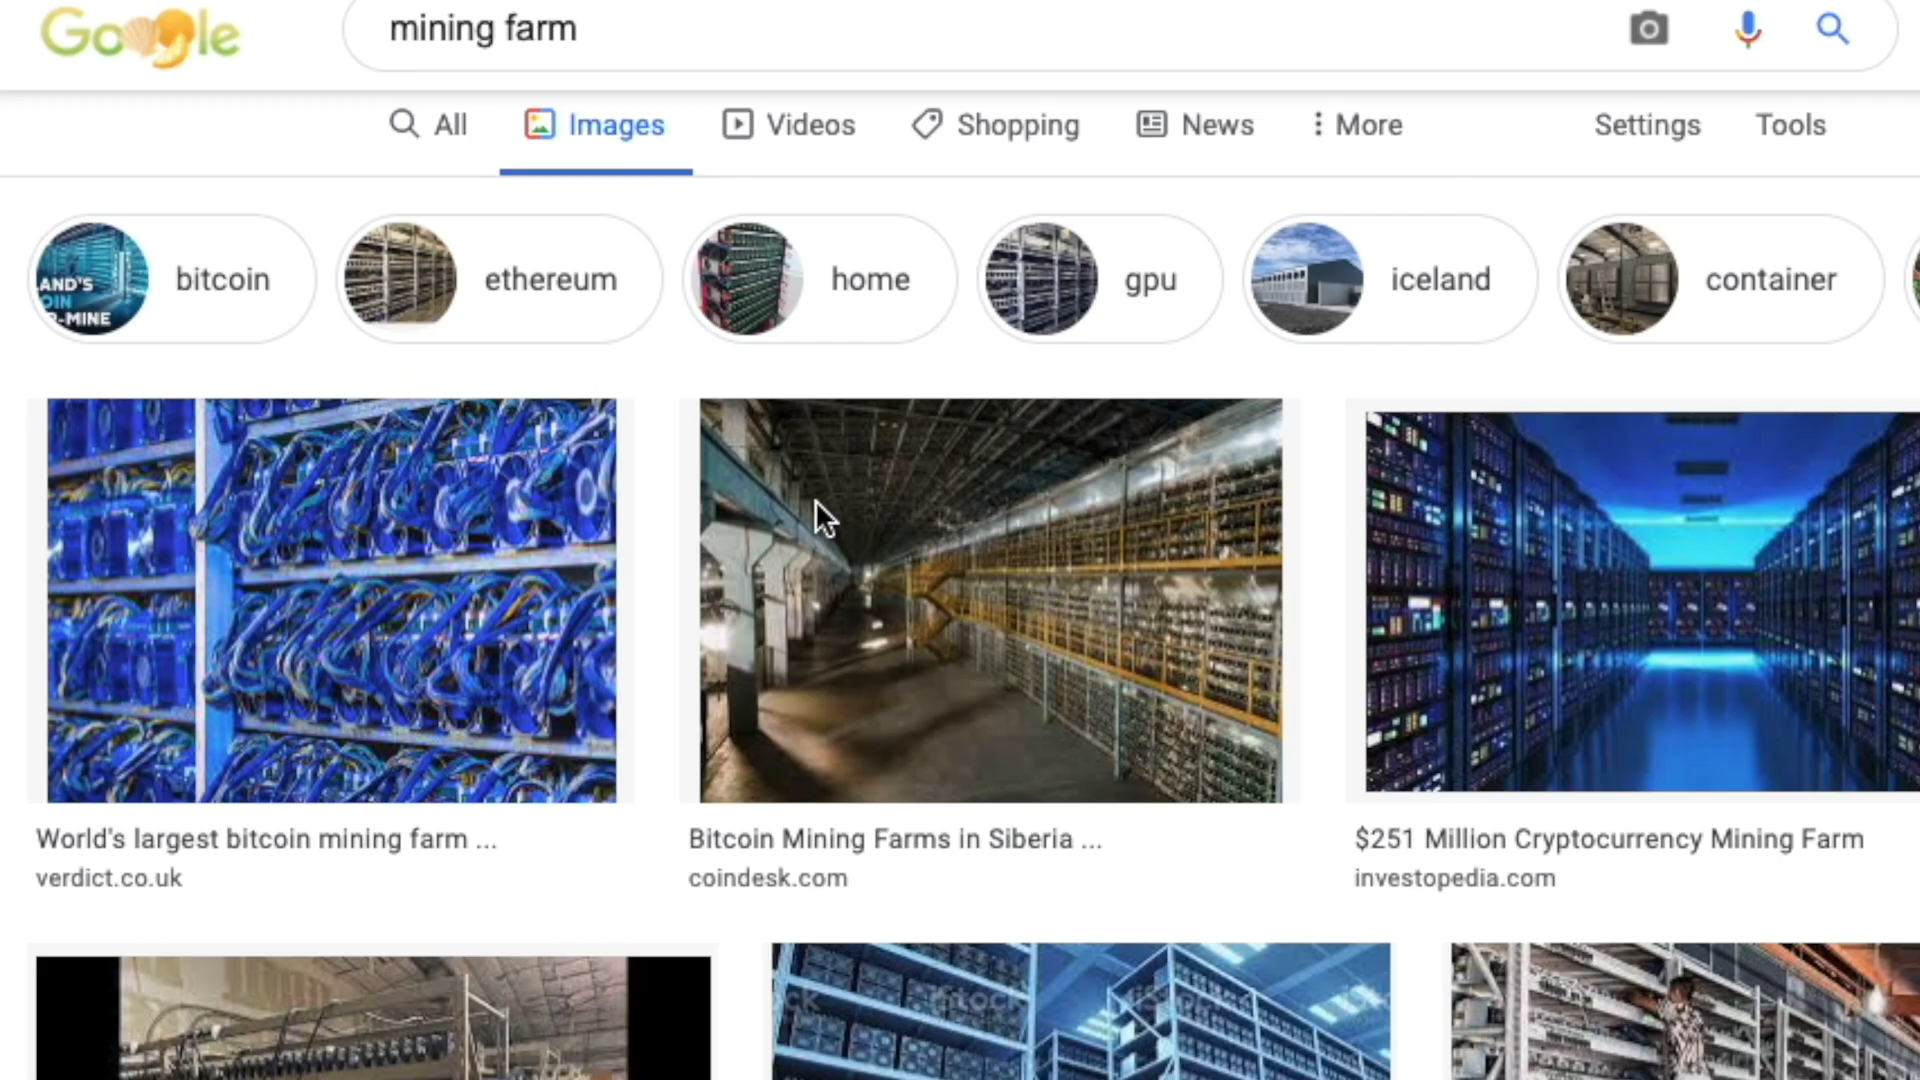 Google
mining farm
All Images Videos Shopping News More Settings Tools
bitcoin ethereum home gpu iceland container
World's largest bitcoin mining farm ...
verdict.co.uk
Bitcoin Mining Farms in Siberia ...
coindesk.com
$251 Million Cryptocurrency Mining Farm
investopedia.com